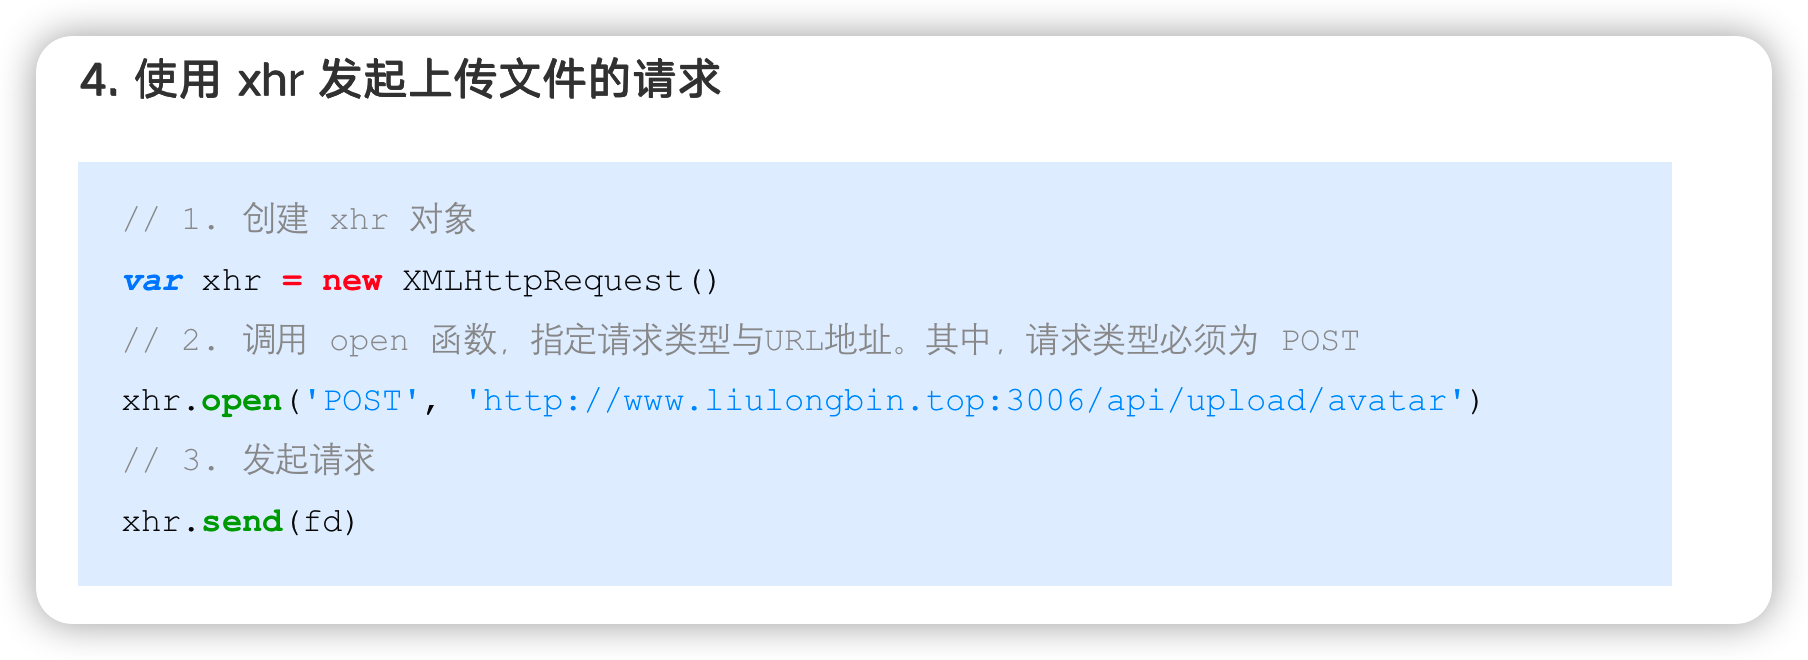 4. 使用 xhr 发起上传文件的请求
// 1. 创建 xhr 对象
var xhr = new XMLHttpRequest()
// 2. 调用 open 函数，指定请求类型与URL地址。其中，请求类型必须为 POST
xhr.open('POST', 'http://www.liulongbin.top:3006/api/upload/avatar')
// 3. 发起请求
xhr.send(fd)